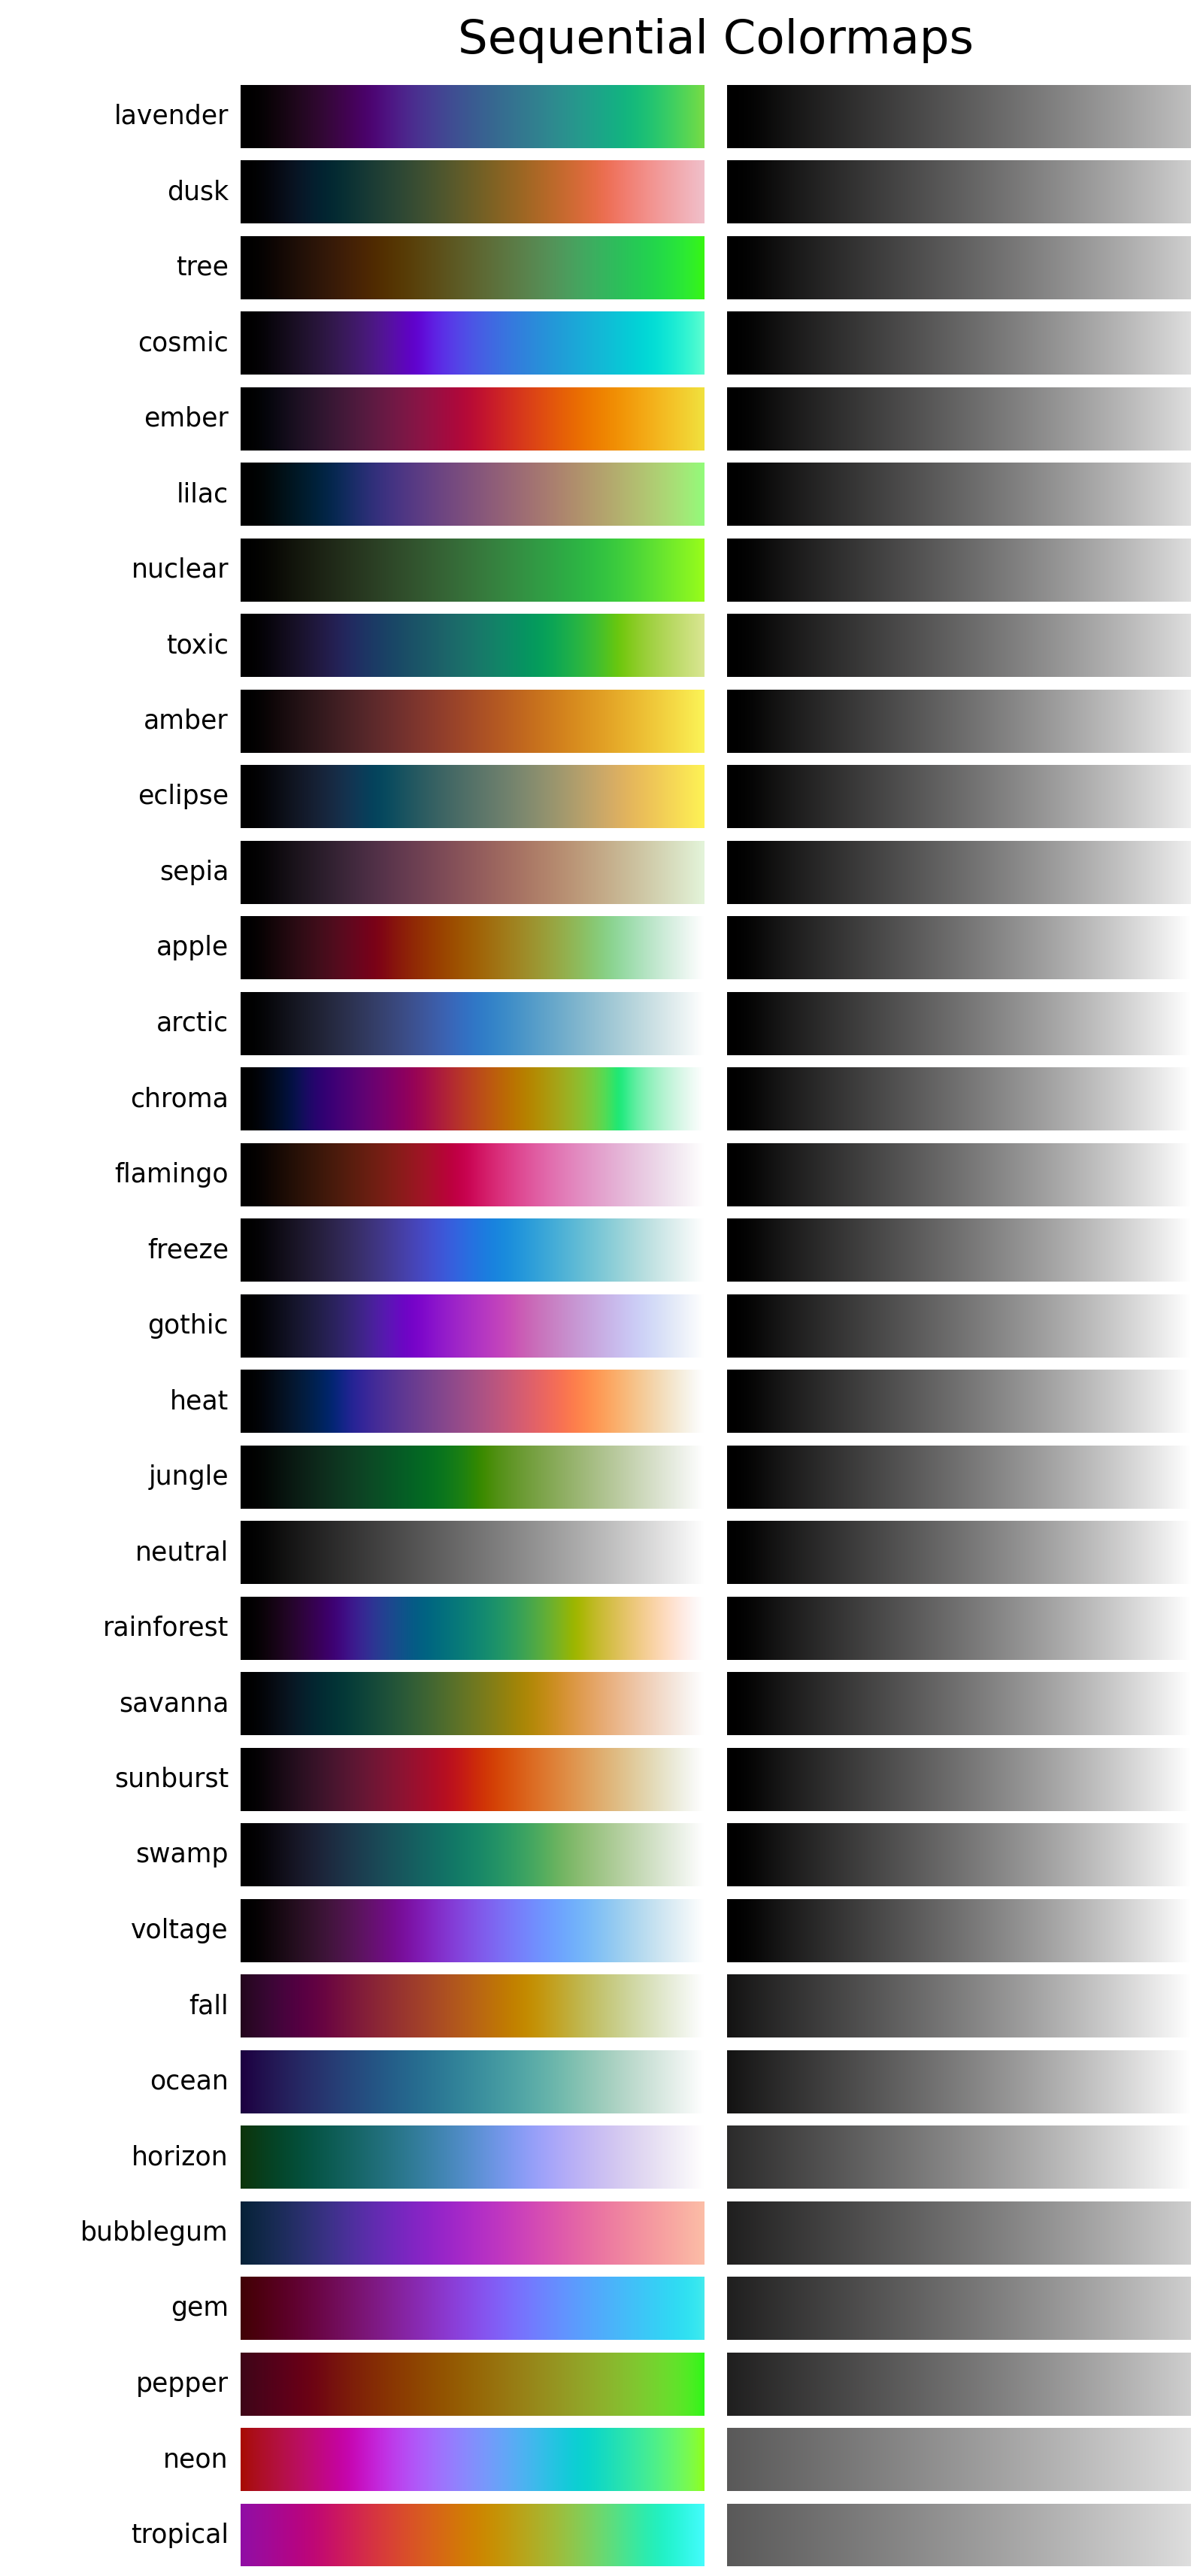 Sequential Colormaps
lavender
dusk
tree
cosmic
ember
lilac
nuclear
toxic
amber
eclipse
sepia
apple
arctic
chroma
flamingo
freeze
gothic
heat
jungle
neutral
rainforest
savanna
sunburst
swamp
voltage
fall
ocean
horizon
bubblegum
gem
pepper
neon
tropical